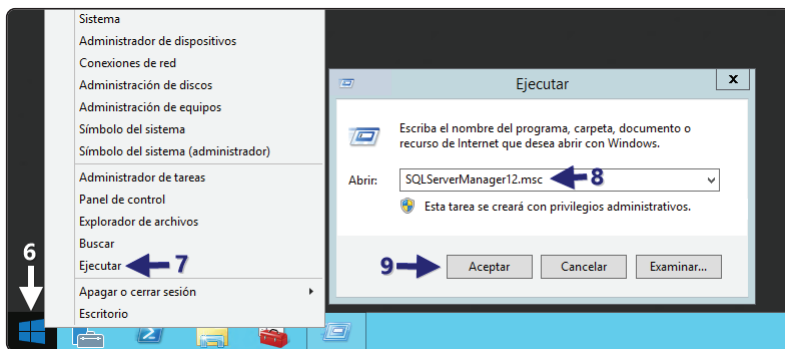 Sistema
Administrador de dispositivos
Conexiones de red
Administración de discos
Administración de equipos
Símbolo del sistema
Símbolo del sistema (administrador)
Administrador de tareas
Panel de control
Explorador de archivos
Buscar
Ejecutar
7
Apagar o cerrar sesión
Escritorio
6
Ejecutar
x
Escriba el nombre del programa, carpeta, documento o
recurso de Internet que desea abrir con Windows.
Abrir:
SQLServerManager12.msc
8
Esta tarea se creará con privilegios administrativos.
9
Aceptar
Cancelar
Examinar...